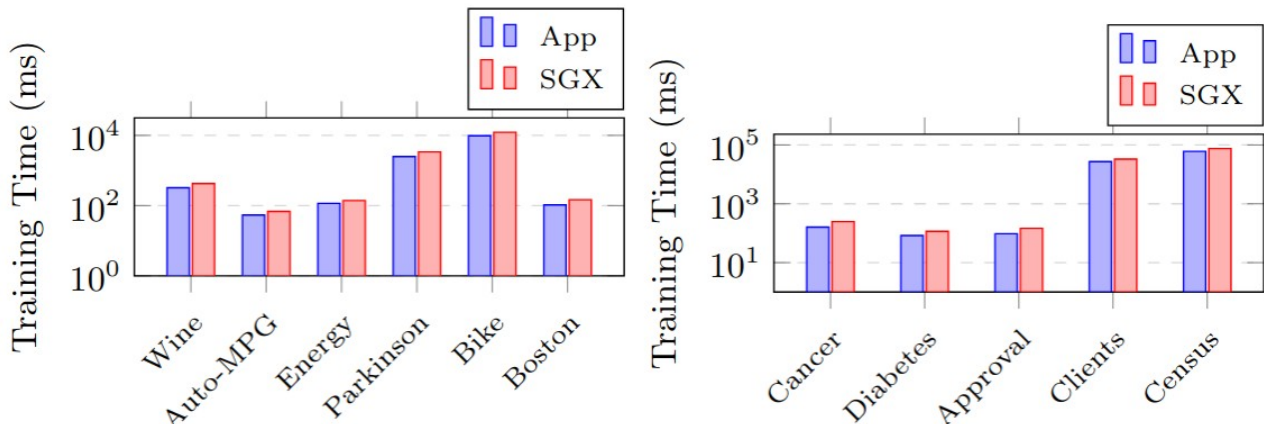 Training Time (ms)
App
SGX
10^4
10^2
10^0
Wine
Auto-MPG
Energy
Parkinson
Bike
Boston
Training Time (ms)
App
SGX
10^5
10^3
10^1
Cancer
Diabetes
Approval
Clients
Census